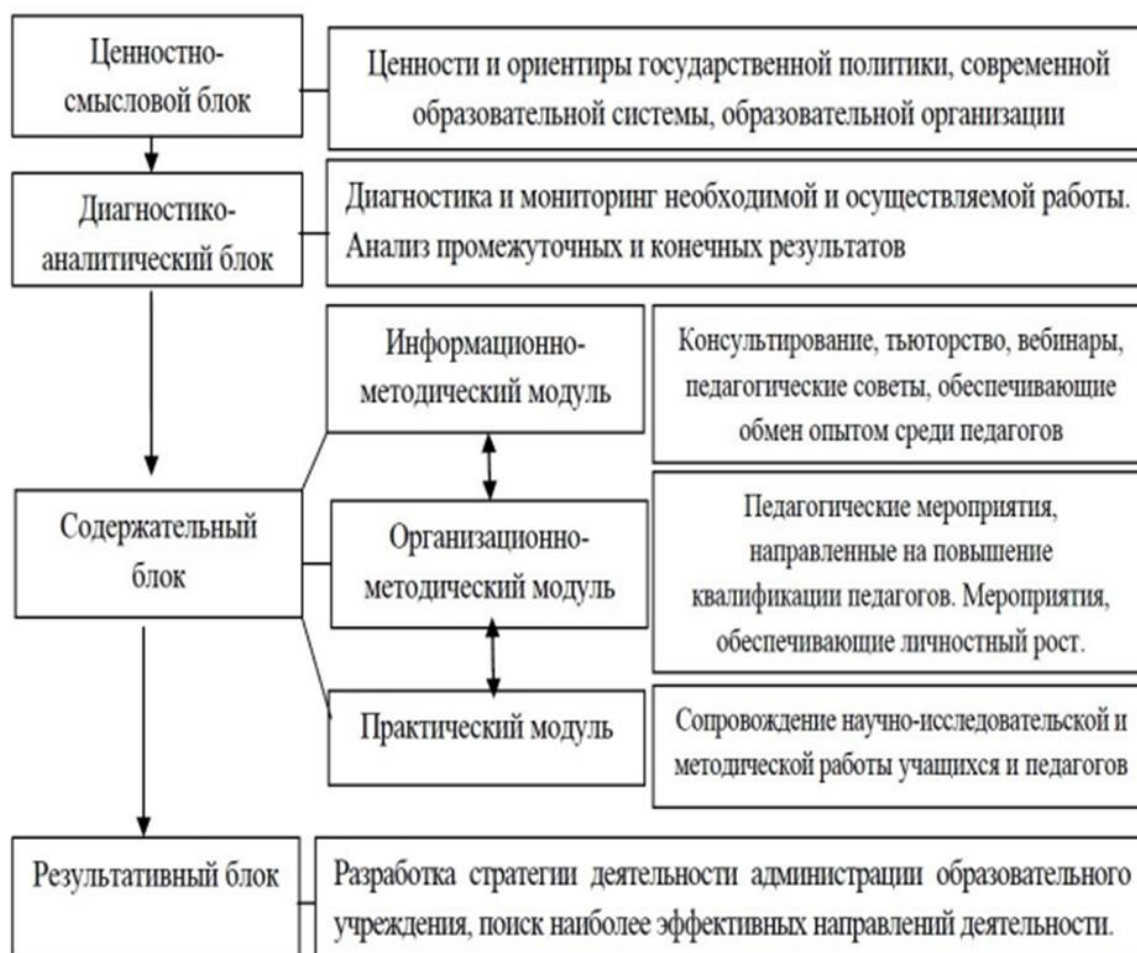 Ценностно-
смысловой блок
Ценности и ориентиры государственной политики, современной
образовательной системы, образовательной организации
Диагностико-
аналитический блок
Диагностика и мониторинг необходимой и осуществляемой работы.
Анализ промежуточных и конечных результатов
Содержательный
блок
Информационно-
методический модуль
Консультирование, тьюторство, вебинары,
педагогические советы, обеспечивающие
обмен опытом среди педагогов
Организационно-
методический модуль
Педагогические мероприятия,
направленные на повышение
квалификации педагогов. Мероприятия,
обеспечивающие личностный рост.
Практический модуль
Сопровождение научно-исследовательской и
методической работы учащихся и педагогов
Результативный блок
Разработка стратегии деятельности администрации образовательного
учреждения, поиск наиболее эффективных направлений деятельности.